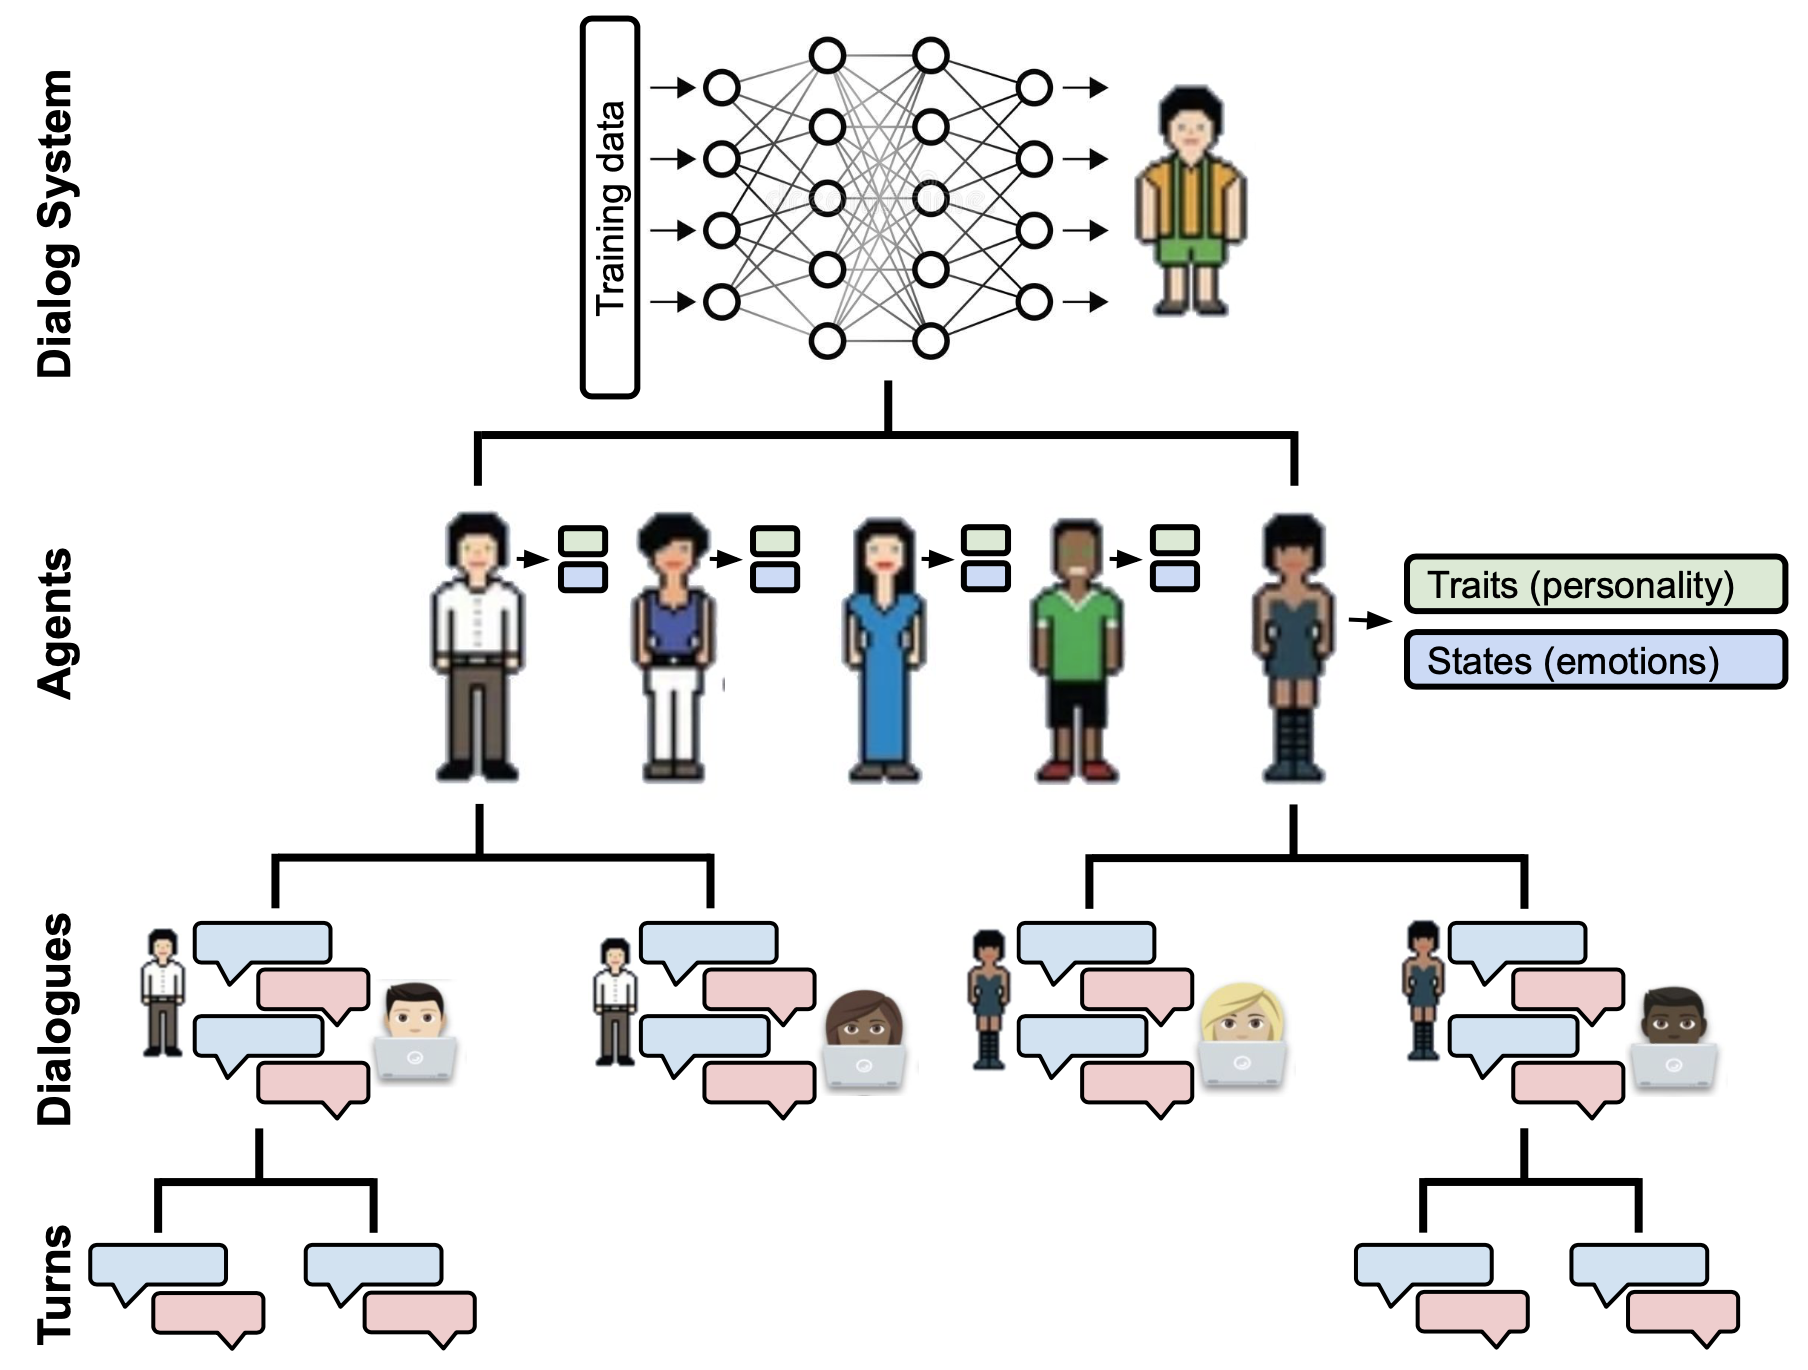 Dialog System
Training data
Agents
Traits (personality)
States (emotions)
Dialogues
Turns